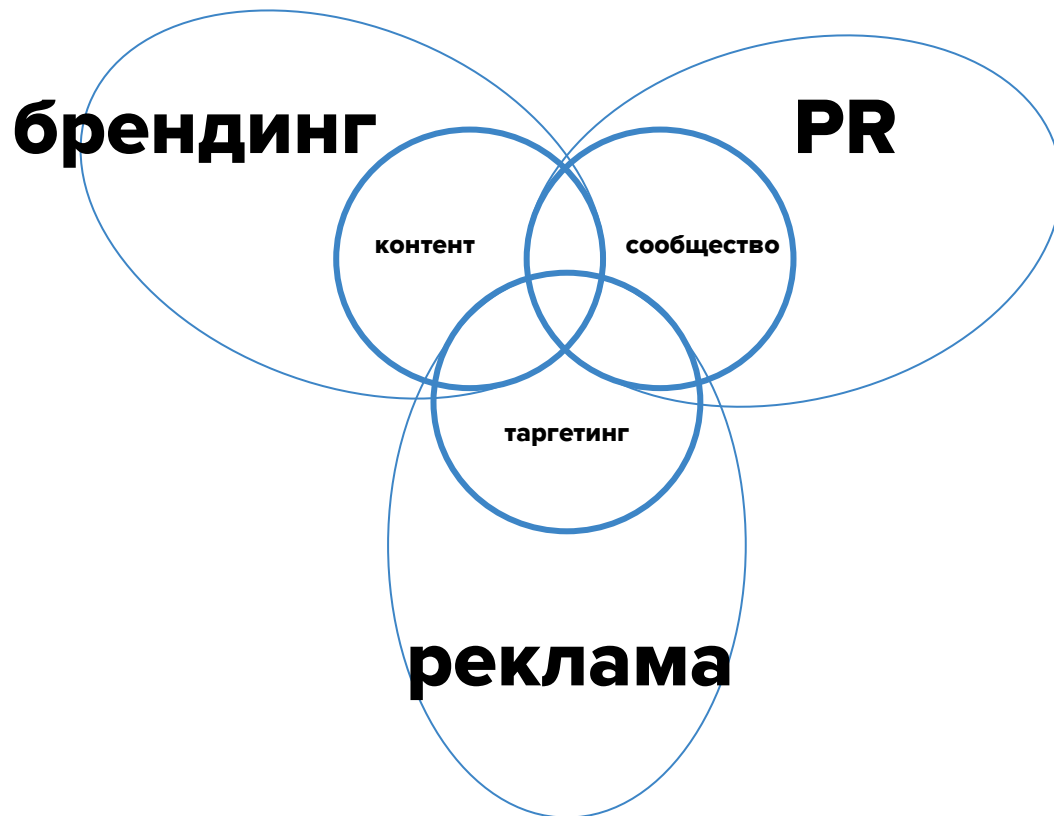 брендинг
PR
контент
сообщество
таргетинг
реклама